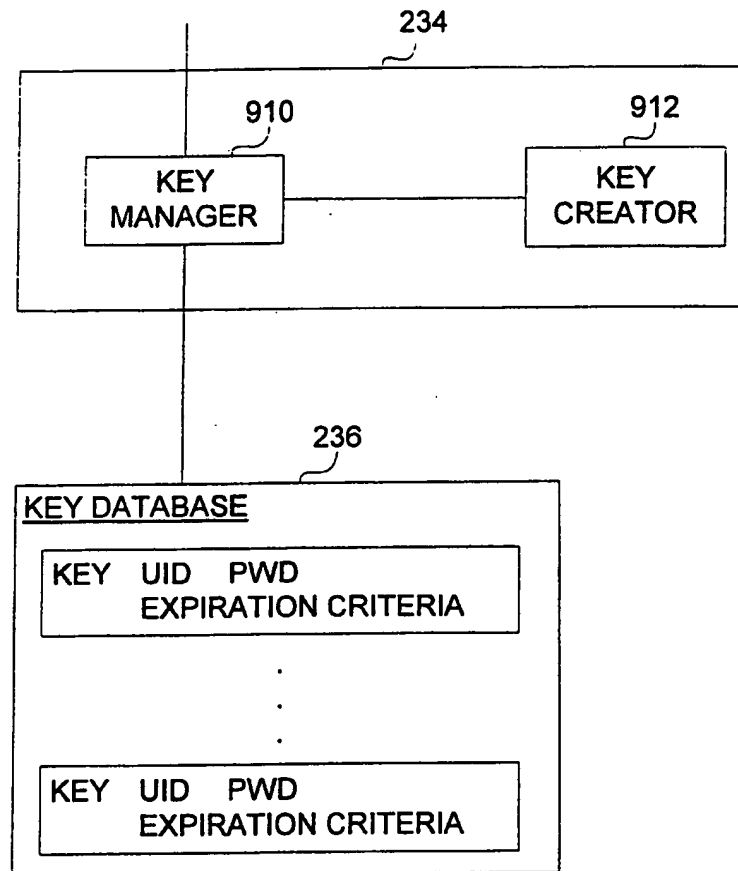 234
910
912
KEY
MANAGER
KEY
CREATOR
236
KEY DATABASE
KEY UID PWD
EXPIRATION CRITERIA
KEY UID PWD
EXPIRATION CRITERIA